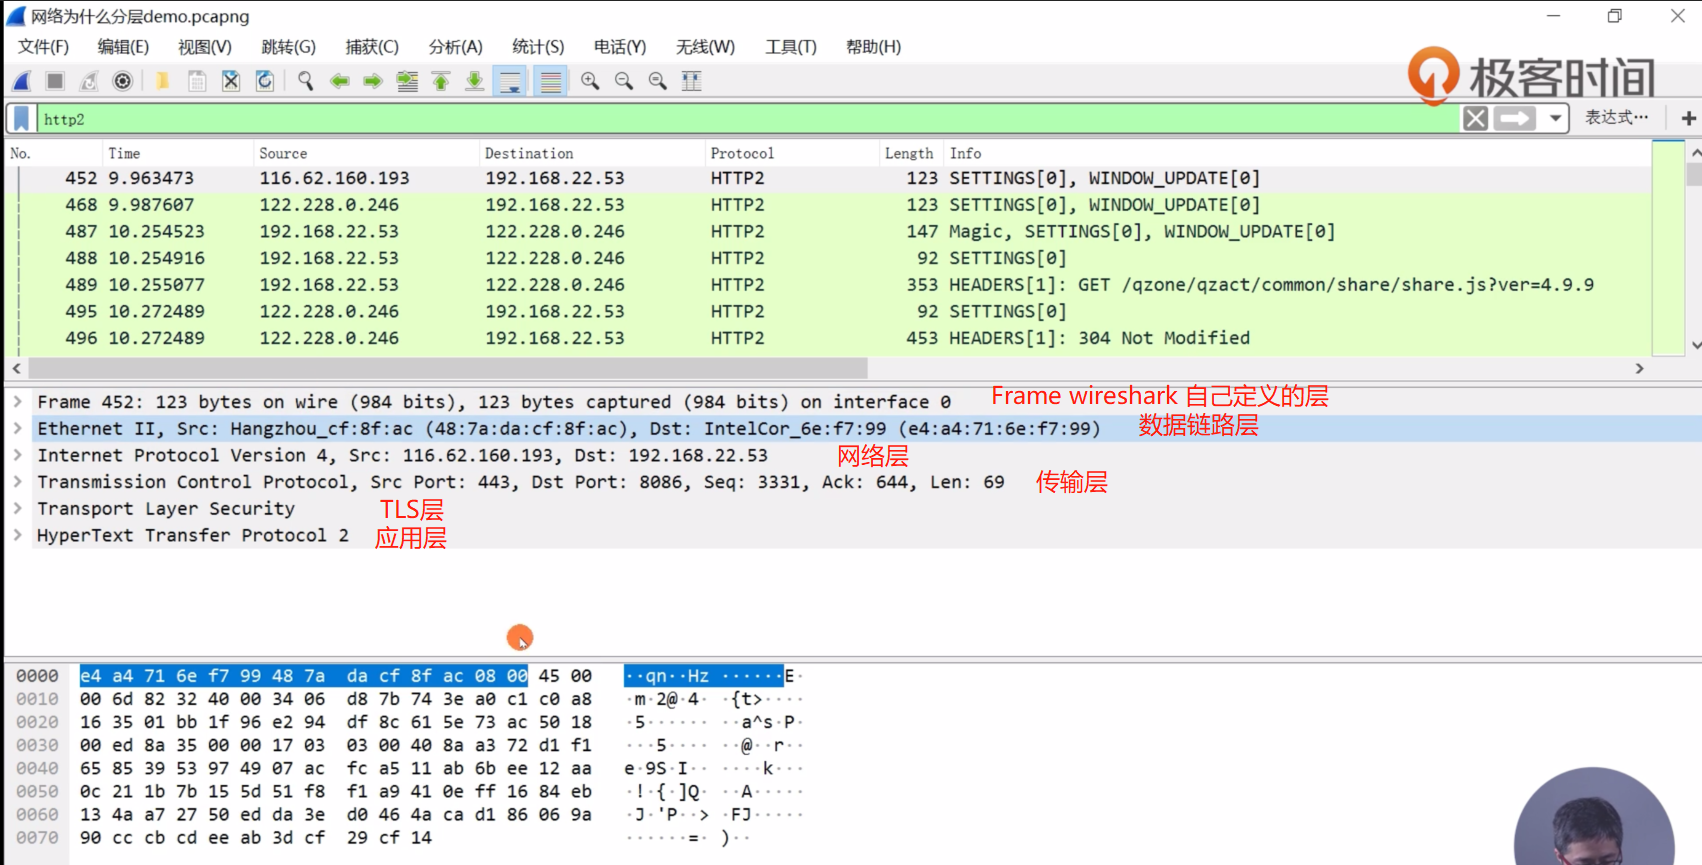 网络为什么分层demo.pcapng
文件(F) 编辑(E) 视图(V) 跳转(G) 捕获(C) 分析(A) 统计(S) 电话(Y) 无线(W) 工具(T) 帮助(H)
极客时间
http2 表达式…
No. Time Source Destination Protocol Length Info
452 9.963473 116.62.160.193 192.168.22.53 HTTP2 123 SETTINGS[0], WINDOW_UPDATE[0]
468 9.987607 122.228.0.246 192.168.22.53 HTTP2 123 SETTINGS[0], WINDOW_UPDATE[0]
487 10.254523 192.168.22.53 122.228.0.246 HTTP2 147 Magic, SETTINGS[0], WINDOW_UPDATE[0]
488 10.254916 192.168.22.53 122.228.0.246 HTTP2 92 SETTINGS[0]
489 10.255077 192.168.22.53 122.228.0.246 HTTP2 353 HEADERS[1]: GET /qzone/qzact/common/share/share.js?ver=4.9.9
495 10.272489 122.228.0.246 192.168.22.53 HTTP2 92 SETTINGS[0]
496 10.272489 122.228.0.246 192.168.22.53 HTTP2 453 HEADERS[1]: 304 Not Modified
Frame 452: 123 bytes on wire (984 bits), 123 bytes captured (984 bits) on interface 0 Frame wireshark 自己定义的层
Ethernet II, Src: Hangzhou_cf:8f:ac (48:7a:da:cf:8f:ac), Dst: IntelCor_6e:f7:99 (e4:a4:71:6e:f7:99) 数据链路层
Internet Protocol Version 4, Src: 116.62.160.193, Dst: 192.168.22.53 网络层
Transmission Control Protocol, Src Port: 443, Dst Port: 8086, Seq: 3331, Ack: 644, Len: 69 传输层
Transport Layer Security TLS层
HyperText Transfer Protocol 2 应用层
0000 e4 a4 71 6e f7 99 48 7a da cf 8f ac 08 00 45 00 ··qn··Hz ······E·
0010 00 6d 82 32 40 00 34 06 d8 7b 74 3e a0 c1 c0 a8 ·m·2@·4· ·{t>····
0020 16 35 01 bb 1f 96 e2 94 df 8c 61 5e 73 ac 50 18 ·5······ ··a^s·P·
0030 00 ed 8a 35 00 00 17 03 03 00 40 8a a3 72 d1 f1 ···5···· ··@··r··
0040 65 85 39 53 97 49 07 ac fc a5 11 ab 6b ee 12 aa e·9S·I·· ····k···
0050 0c 21 1b 7b 15 5d 51 f8 f1 a9 41 0e ff 16 84 eb ·!·{·]Q· ··A·····
0060 13 4a a7 27 50 ed da 3e d0 46 4a ca d1 86 06 9a ·J·'P··> ·FJ·····
0070 90 cc cb cd ee ab 3d cf 29 cf 14 ······=· )··